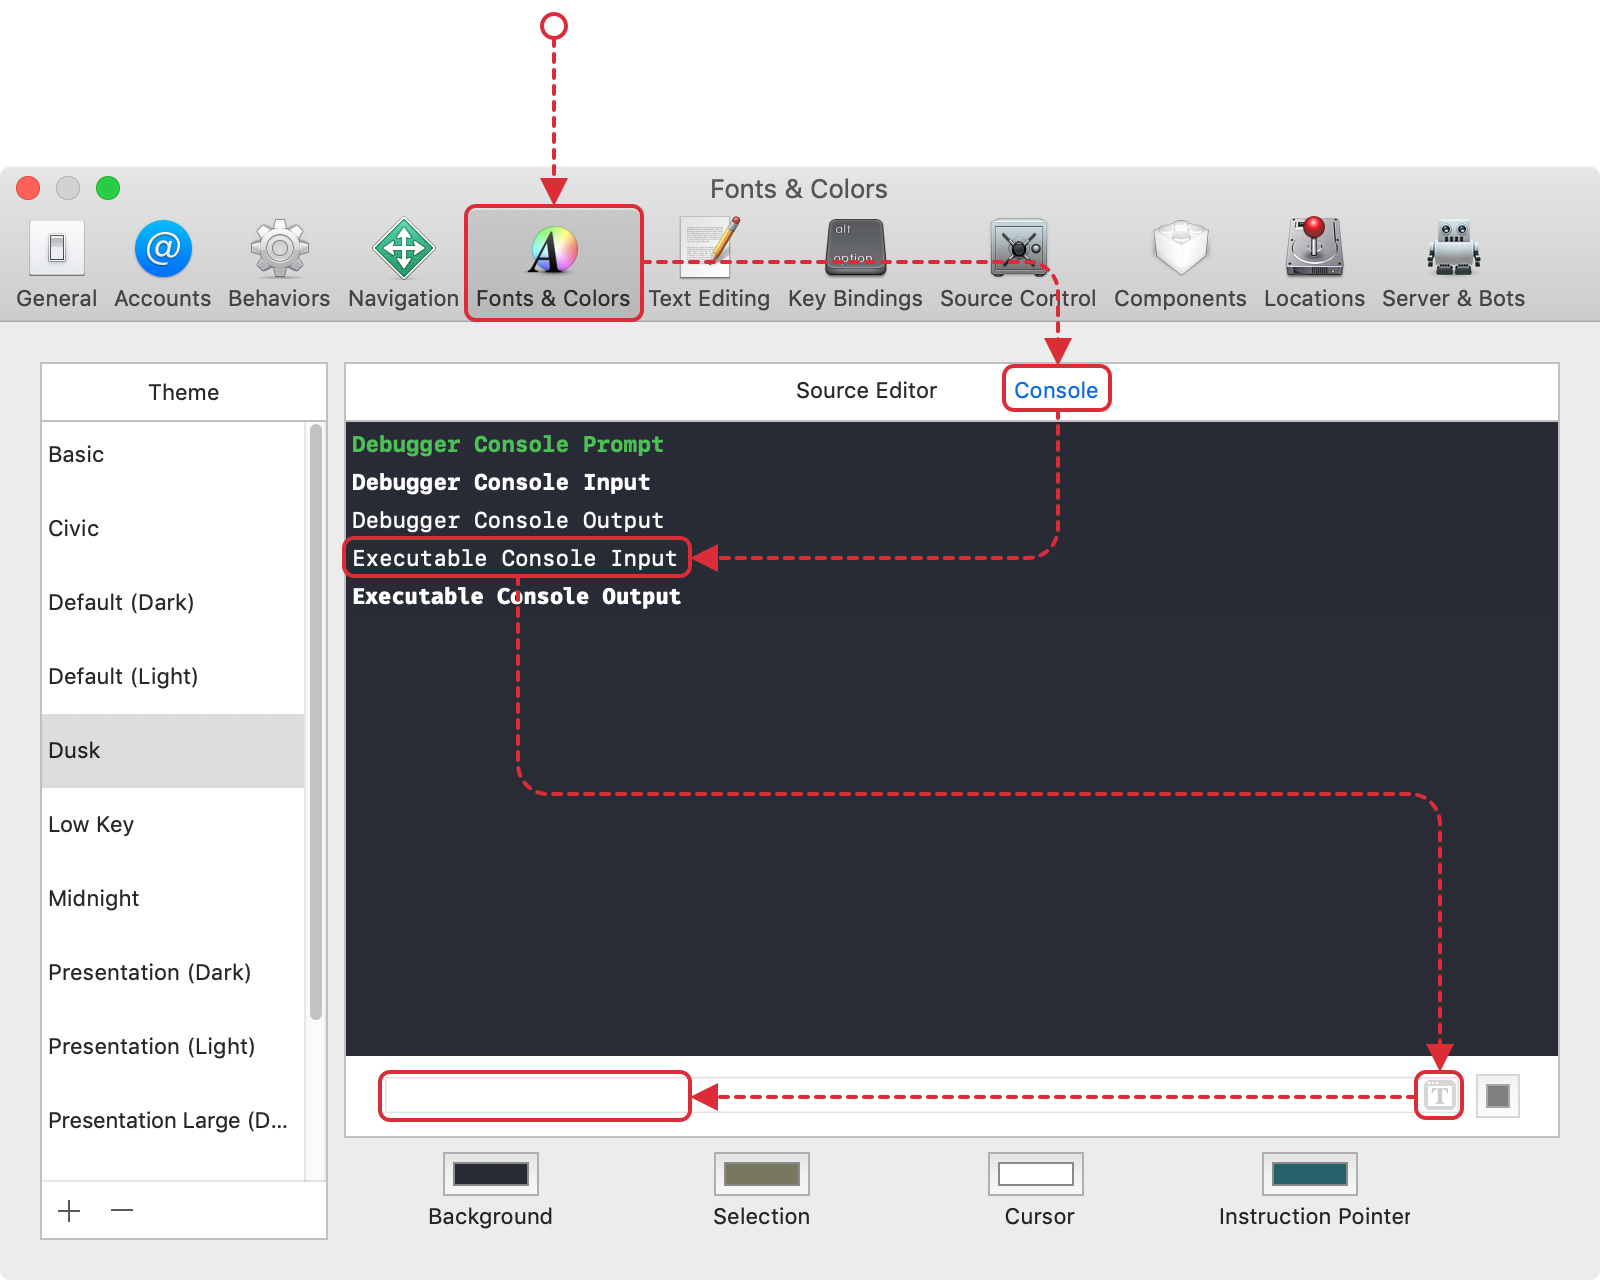 Fonts & Colors
alt
option
General
Accounts
Behaviors
Navigation
Fonts & Colors
Text Editing
Key Bindings
Source Control
Components
Locations
Server & Bots
Theme
Basic
Civic
Default (Dark)
Default (Light)
Dusk
Low Key
Midnight
Presentation (Dark)
Presentation (Light)
Presentation Large (D...
Source Editor
Console
Debugger Console Prompt
Debugger Console Input
Debugger Console Output
Executable Console Input
Executable Console Output
T
Background
Selection
Cursor
Instruction Pointer